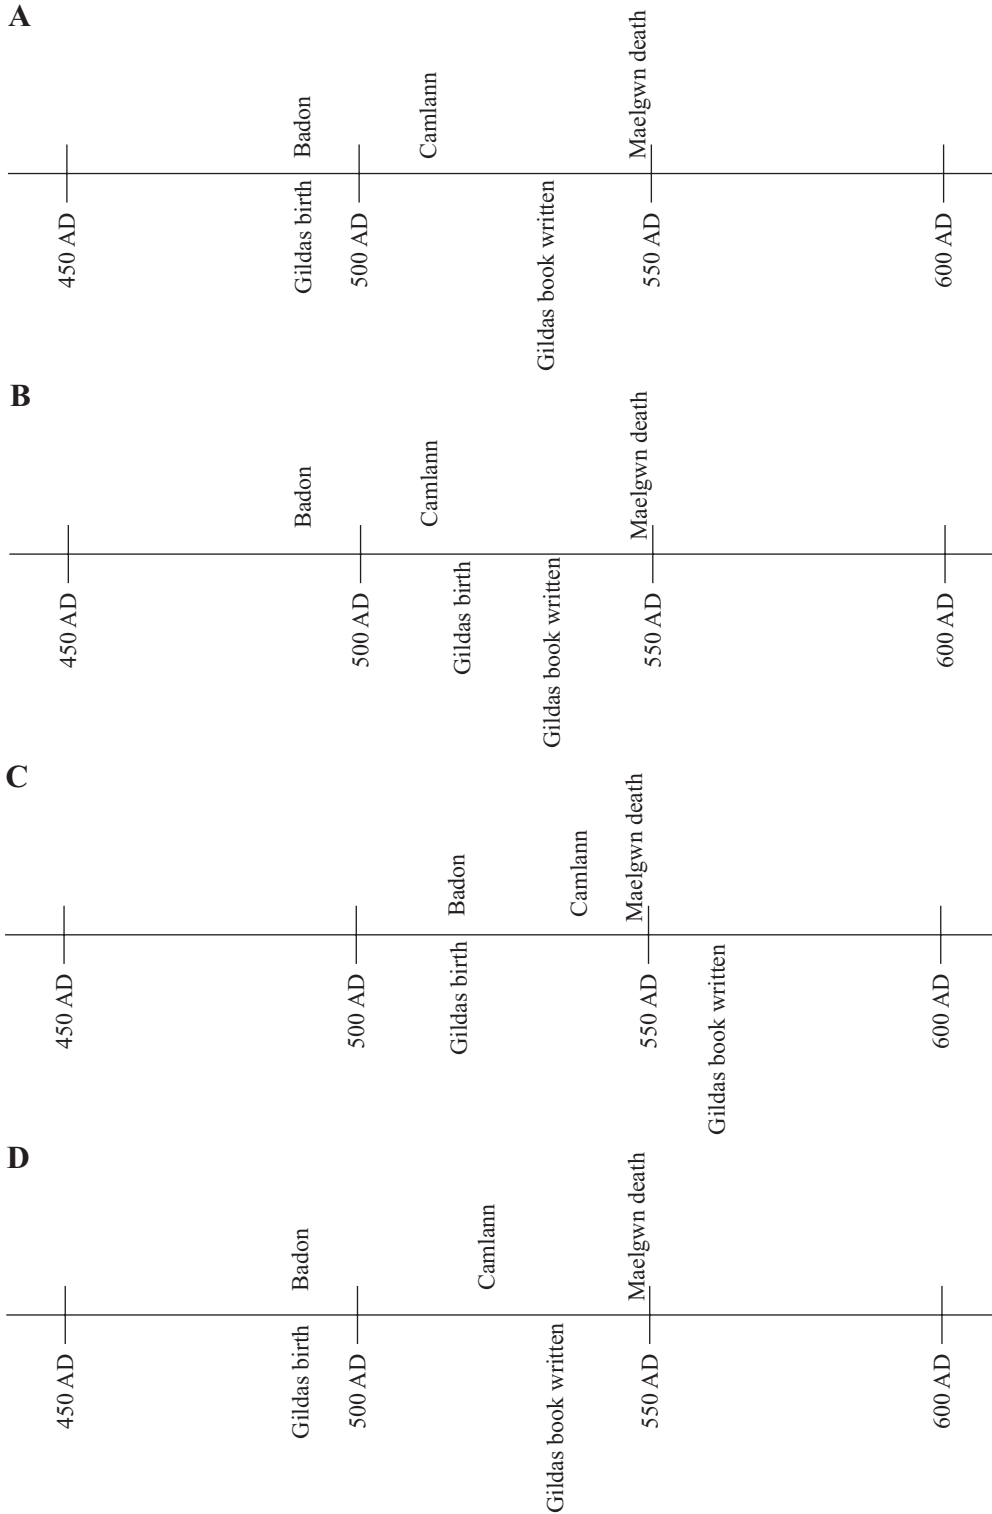 A
Badon
Camlann
Maelgwn death
450 AD
Gildas birth
500 AD
Gildas book written
550 AD
600 AD
B
Badon
Camlann
Maelgwn death
450 AD
500 AD
Gildas birth
Gildas book written
550 AD
600 AD
C
Badon
Camlann
Maelgwn death
450 AD
500 AD
Gildas birth
550 AD
Gildas book written
600 AD
D
Badon
Camlann
Maelgwn death
450 AD
Gildas birth
500 AD
Gildas book written
550 AD
600 AD